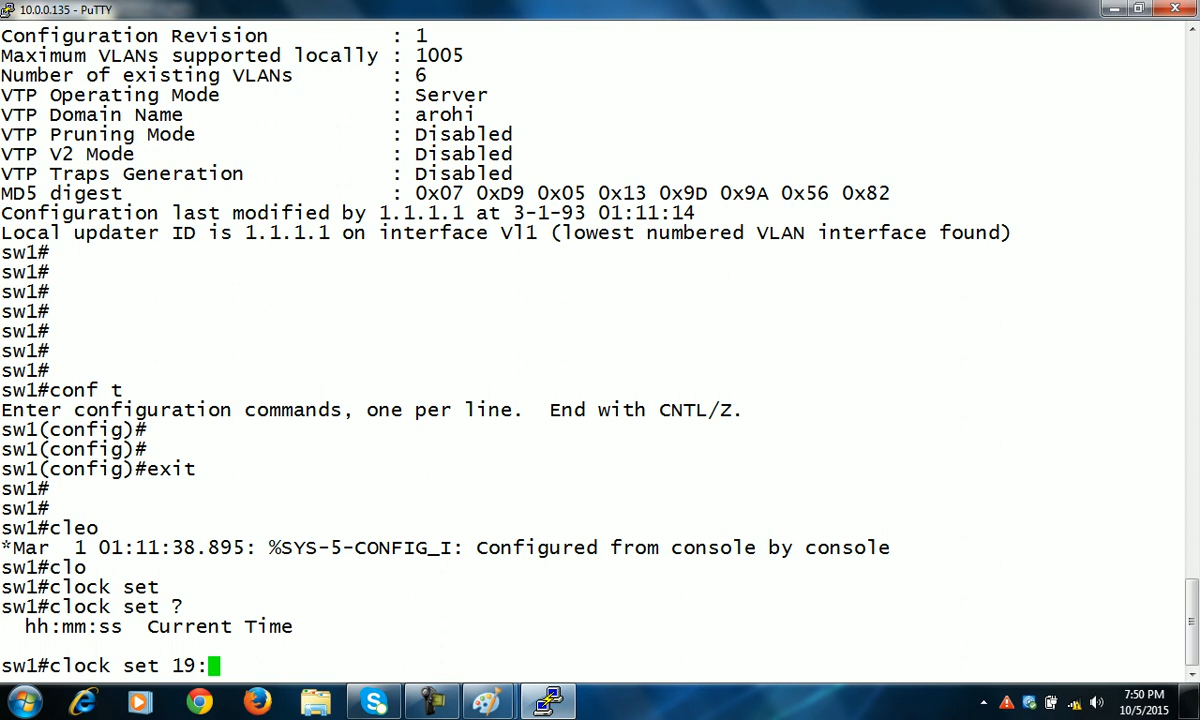 10.0.0.135 - PuTTY
Configuration Revision : 1
Maximum VLANs supported locally : 1005
Number of existing VLANs : 6
VTP Operating Mode : Server
VTP Domain Name : arohi
VTP Pruning Mode : Disabled
VTP V2 Mode : Disabled
VTP Traps Generation : Disabled
MD5 digest : 0x07 0xD9 0x05 0x13 0x9D 0x9A 0x56 0x82
Configuration last modified by 1.1.1.1 at 3-1-93 01:11:14
Local updater ID is 1.1.1.1 on interface Vl1 (lowest numbered VLAN interface found)
sw1#
sw1#
sw1#
sw1#
sw1#
sw1#
sw1#
sw1#conf t
Enter configuration commands, one per line. End with CNTL/Z.
sw1(config)#
sw1(config)#
sw1(config)#exit
sw1#
sw1#
sw1#cleo
*Mar 1 01:11:38.895: %SYS-5-CONFIG_I: Configured from console by console
sw1#clo
sw1#clock set
sw1#clock set ?
hh:mm:ss Current Time
sw1#clock set 19:
7:50 PM
10/5/2015